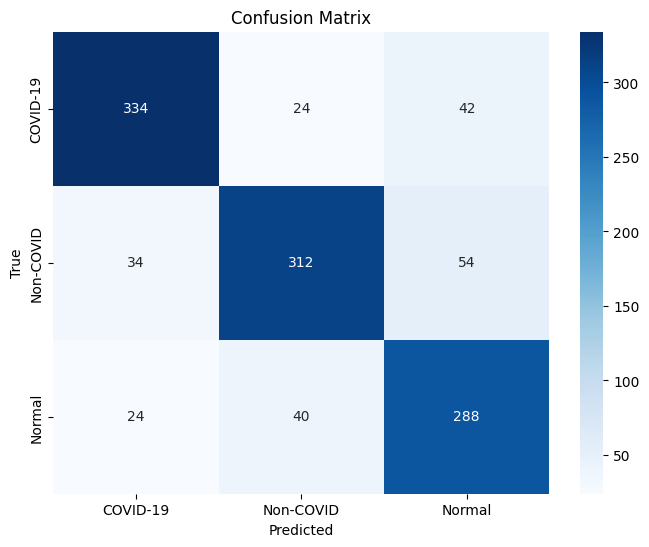 Confusion Matrix
COVID-19
334
24
42
300
250
True
Non-COVID
34
312
54
200
150
Normal
24
40
288
100
50
COVID-19
Non-COVID
Normal
Predicted